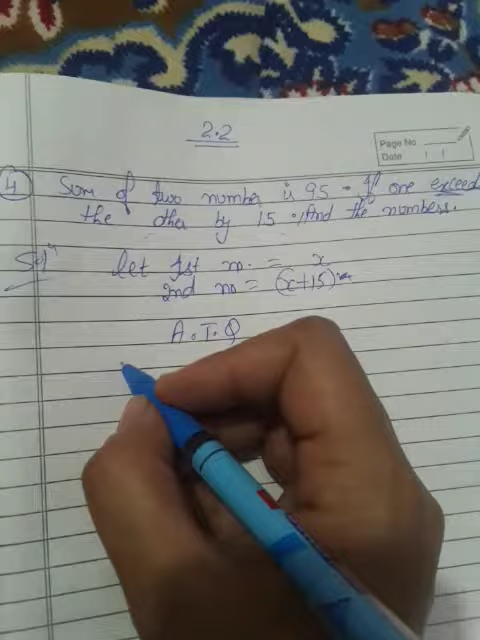 2.2
Page No
Date
4 Sum of two number is 95. If one exceed
the other by 15, find the numbers.
Solⁿ let 1st no. = x
2nd no = (x+15)
A.T.Q